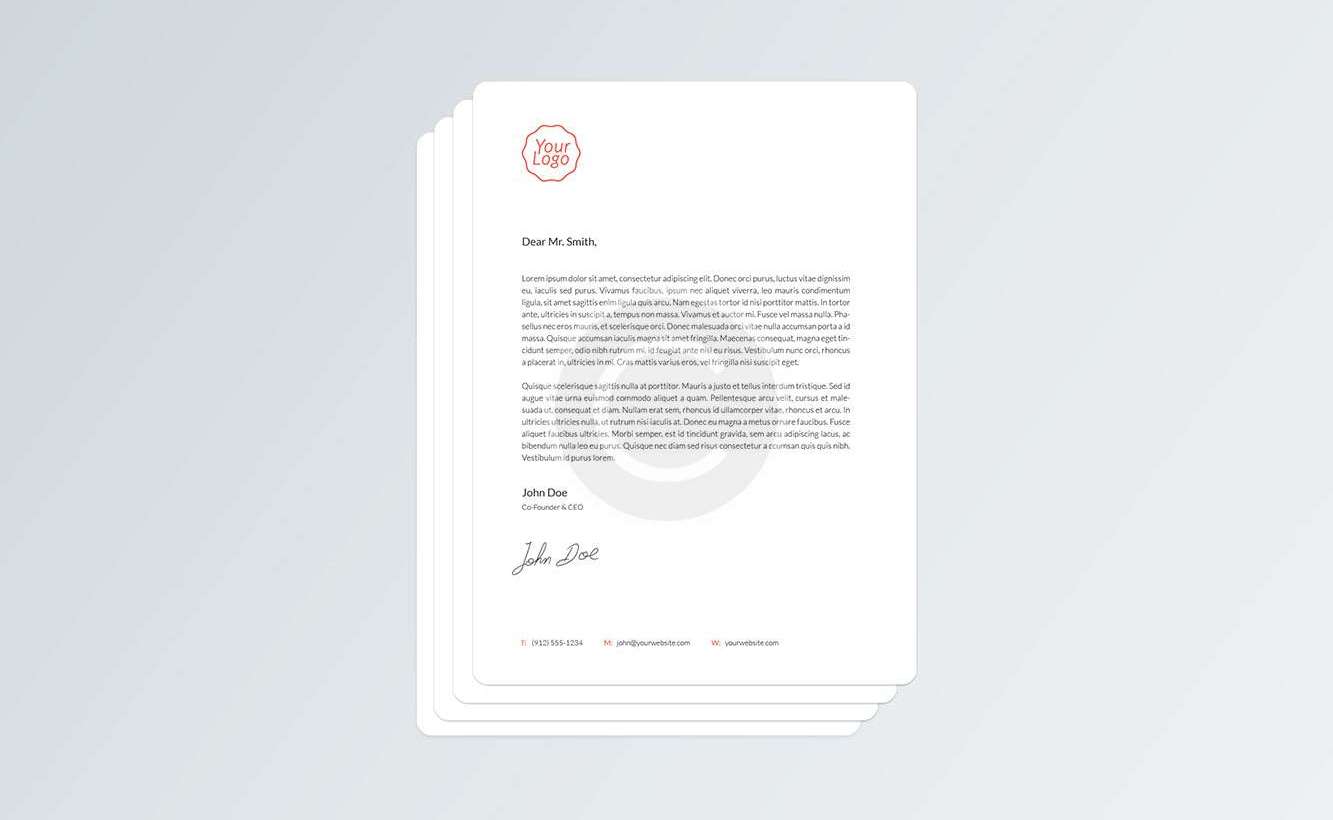 Your
Logo
Dear Mr. Smith,
Lorem ipsum dolor sit amet, consectetur adipiscing elit. Donec orci purus, luctus vitae dignissim
eu, iaculis sed purus. Vivamus faucibus, ipsum nec aliquet viverra, leo mauris condimentum
ligula, sit amet sagittis enim ligula quis arcu. Nam egestas tortor id nisi porttitor mattis. In tortor
ante, ultricies in suscipit a, tempus non massa. Vivamus et auctor mi. Fusce vel massa nulla. Pha-
sellus nec eros mauris, et scelerisque orci. Donec malesuada orci vitae nulla accumsan porta a id
massa. Quisque accumsan iaculis magna sit amet fringilla. Maecenas consequat, magna eget tin-
cidunt semper, odio nibh rutrum mi, id feugiat ante nisl eu risus. Vestibulum nunc orci, rhoncus
a placerat in, ultricies in mi. Cras mattis varius eros, vel fringilla nisi suscipit eget.
Quisque scelerisque sagittis nulla at porttitor. Mauris a justo et tellus interdum tristique. Sed id
augue vitae urna euismod commodo aliquet a quam. Pellentesque arcu velit, cursus et male-
suada ut, consequat et diam. Nullam erat sem, rhoncus id ullamcorper vitae, rhoncus et arcu. In
ultricies ultricies nulla, ut rutrum nisi iaculis at. Donec eu magna a metus ornare faucibus. Fusce
aliquet faucibus ultricies. Morbi semper, est id tincidunt gravida, sem arcu adipiscing lacus, ac
bibendum nulla leo eu purus. Quisque nec diam sed risus consectetur accumsan quis quis nibh.
Vestibulum id purus lorem.
John Doe
Co-Founder & CEO
John Doe
T: (912) 555-1234 M: john@yourwebsite.com W: yourwebsite.com